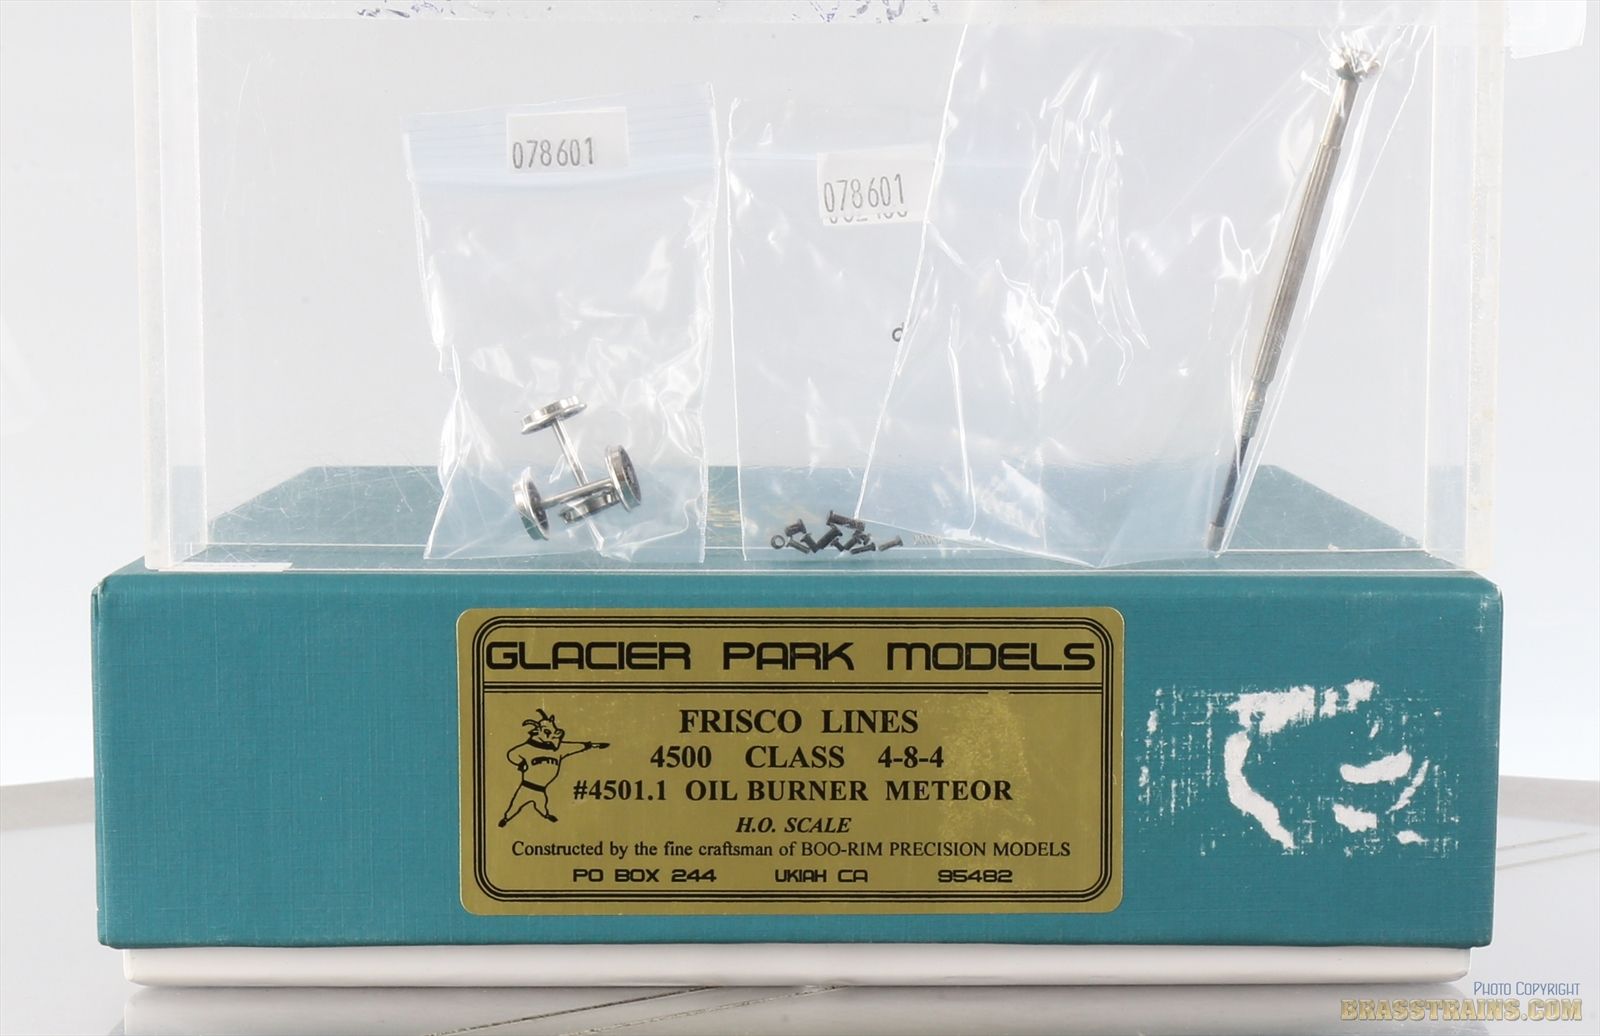 078601
078601
d
GLACIER PARK MODELS
FRISCO LINES
4500 CLASS 4-8-4
#4501.1 OIL BURNER METEOR
H.O. SCALE
Constructed by the fine craftsman of BOO-RIM PRECISION MODELS
PO BOX 244 UKIAH CA 95482
PHOTO COPYRIGHT
BRASSTRAINS.COM